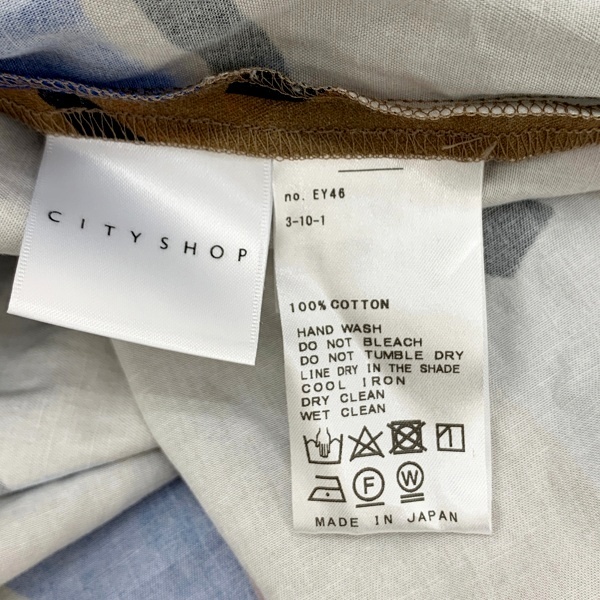 CITYSHOP
no. EY46
3-10-1
100% COTTON
HAND WASH
DO NOT BLEACH
DO NOT TUMBLE DRY
LINE DRY IN THE SHADE
COOL IRON
DRY CLEAN
WET CLEAN
F W
MADE IN JAPAN